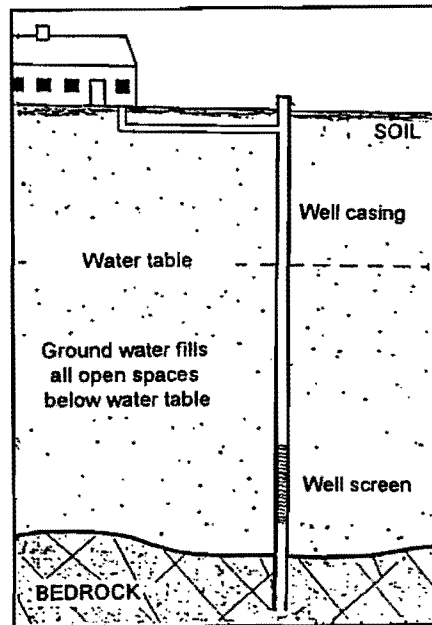 SOIL
Well casing
Water table
Ground water fills
all open spaces
below water table
Well screen
BEDROCK